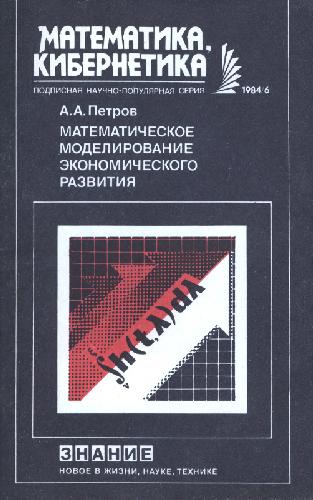 МАТЕМАТИКА,
КИБЕРНЕТИКА
ПОДПИСНАЯ НАУЧНО-ПОПУЛЯРНАЯ СЕРИЯ
1984/6
А.А.Петров
МАТЕМАТИЧЕСКОЕ
МОДЕЛИРОВАНИЕ
ЭКОНОМИЧЕСКОГО
РАЗВИТИЯ
∫h(t,λ)dλ
ЗНАНИЕ
НОВОЕ В ЖИЗНИ, НАУКЕ, ТЕХНИКЕ